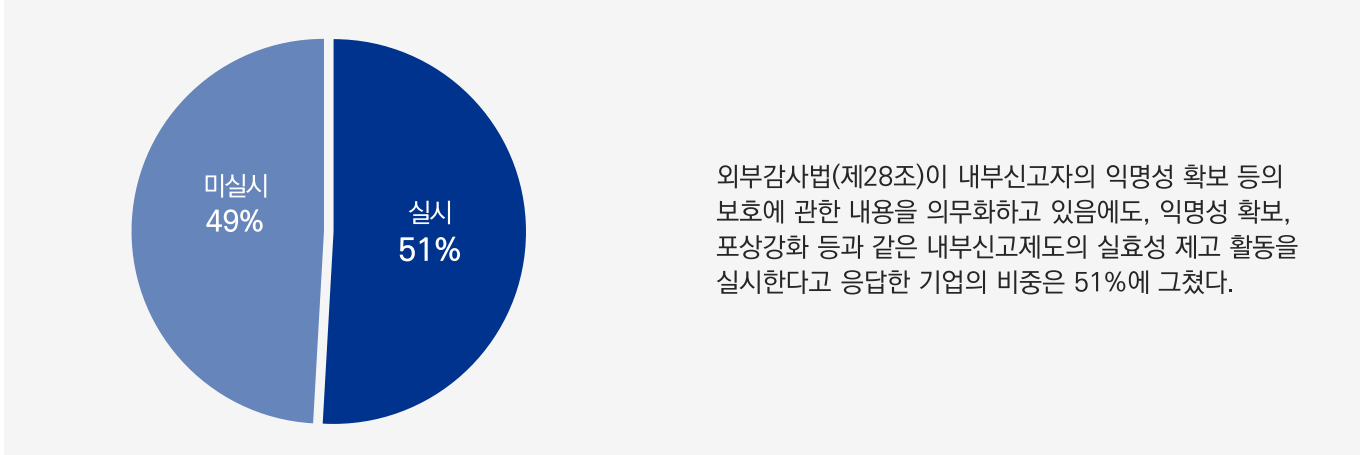 미실시
49%
실시
51%
외부감사법(제28조)이 내부신고자의 익명성 확보 등의
보호에 관한 내용을 의무화하고 있음에도, 익명성 확보,
포상강화 등과 같은 내부신고제도의 실효성 제고 활동을
실시한다고 응답한 기업의 비중은 51%에 그쳤다.